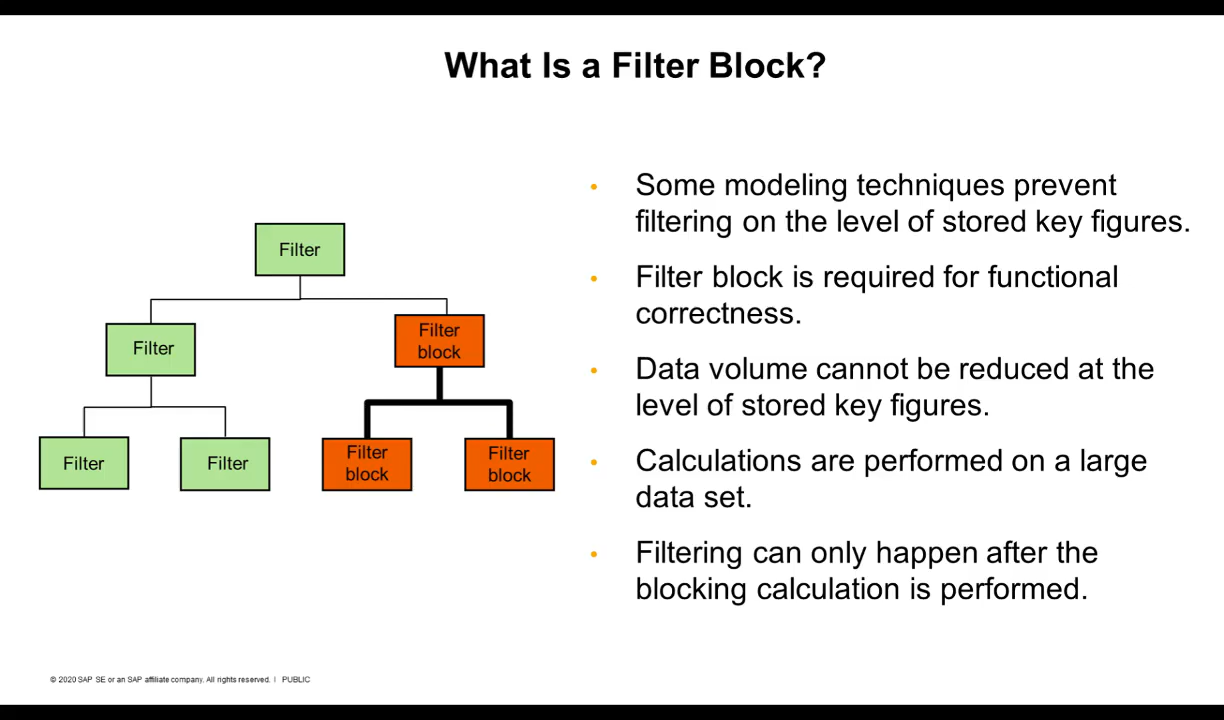 What Is a Filter Block?
Filter
Filter
Filter
block
Filter
Filter
Filter
block
Filter
block
• Some modeling techniques prevent
filtering on the level of stored key figures.
• Filter block is required for functional
correctness.
• Data volume cannot be reduced at the
level of stored key figures.
• Calculations are performed on a large
data set.
• Filtering can only happen after the
blocking calculation is performed.
© 2020 SAP SE or an SAP affiliate company. All rights reserved. I PUBLIC